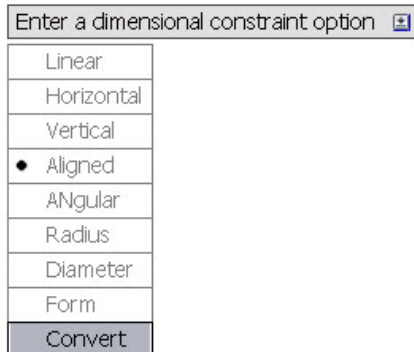 Enter a dimensional constraint option
Linear
Horizontal
Vertical
Aligned
ANgular
Radius
Diameter
Form
Convert